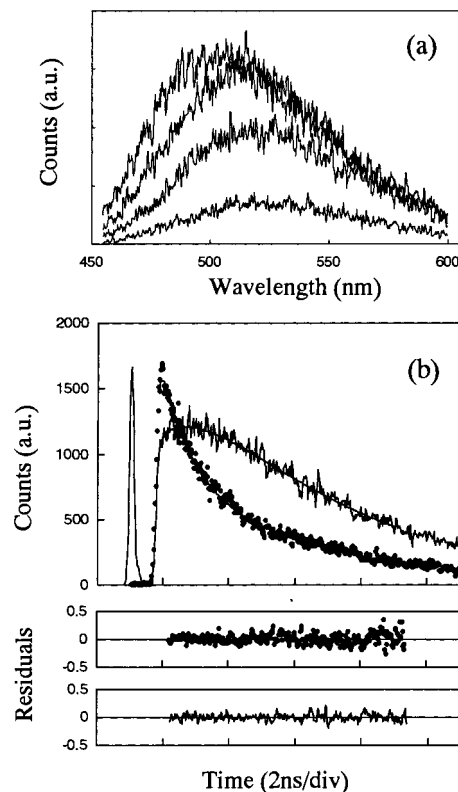 (a)
Counts (a.u.)
450 500 550 600
Wavelength (nm)
2000
(b)
1500
1000
500
0
Counts (a.u.)
0.5
0
-0.5
0.5
0
-0.5
Residuals
Time (2ns/div)